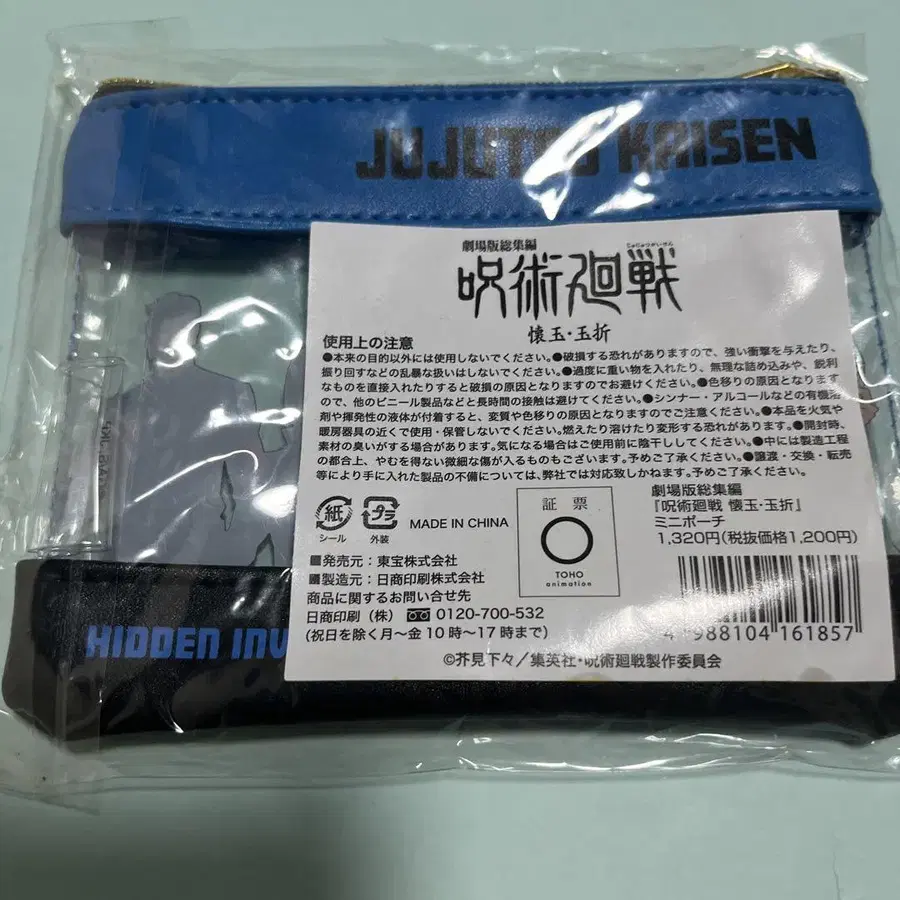 JUJUTSU KAISEN
劇場版総集編
じゅじゅつかいせん
呪術廻戦
懐玉・玉折
使用上の注意
●本来の目的以外には使用しないでください。●破損する恐れがありますので、強い衝撃を与えたり、
振り回すなどの乱暴な扱いはしないでください。●過度に重い物を入れたり、無理な詰め込みや、鋭利
なものを直接入れたりすると破損の原因となりますのでお避けください。●色移りの原因となります
ので、他のビニール製品などと長時間の接触は避けてください。●シンナー・アルコールなどの有機溶
剤や揮発性の液体が付着すると、変質や色移りの原因となりますのでご注意ください。●本品を火気や
暖房器具の近くで使用・保管しないでください。燃えたり溶けたり変形する恐れがあります。●開封時、
素材の臭いがする場合があります。気になる場合はご使用前に陰干ししてください。●中には製造工程
の都合上、やむを得ない微細な傷が入るものもございます。予めご了承ください。●譲渡・交換・転売
等により手に入れた製品の不備については、弊社では対応致しかねます。予めご了承ください。
紙
シール
プラ
外装
MADE IN CHINA
証票
TOHO
animation
劇場版総集編
『呪術廻戦 懐玉・玉折』
ミニポーチ
1,320円(税抜価格1,200円)
■発売元：東宝株式会社
■製造元：日商印刷株式会社
商品に関するお問い合せ先
日商印刷（株） 0120-700-532
(祝日を除く月〜金 10時〜17時まで)
4 988104 161857
©芥見下々／集英社・呪術廻戦製作委員会
HIDDEN INV